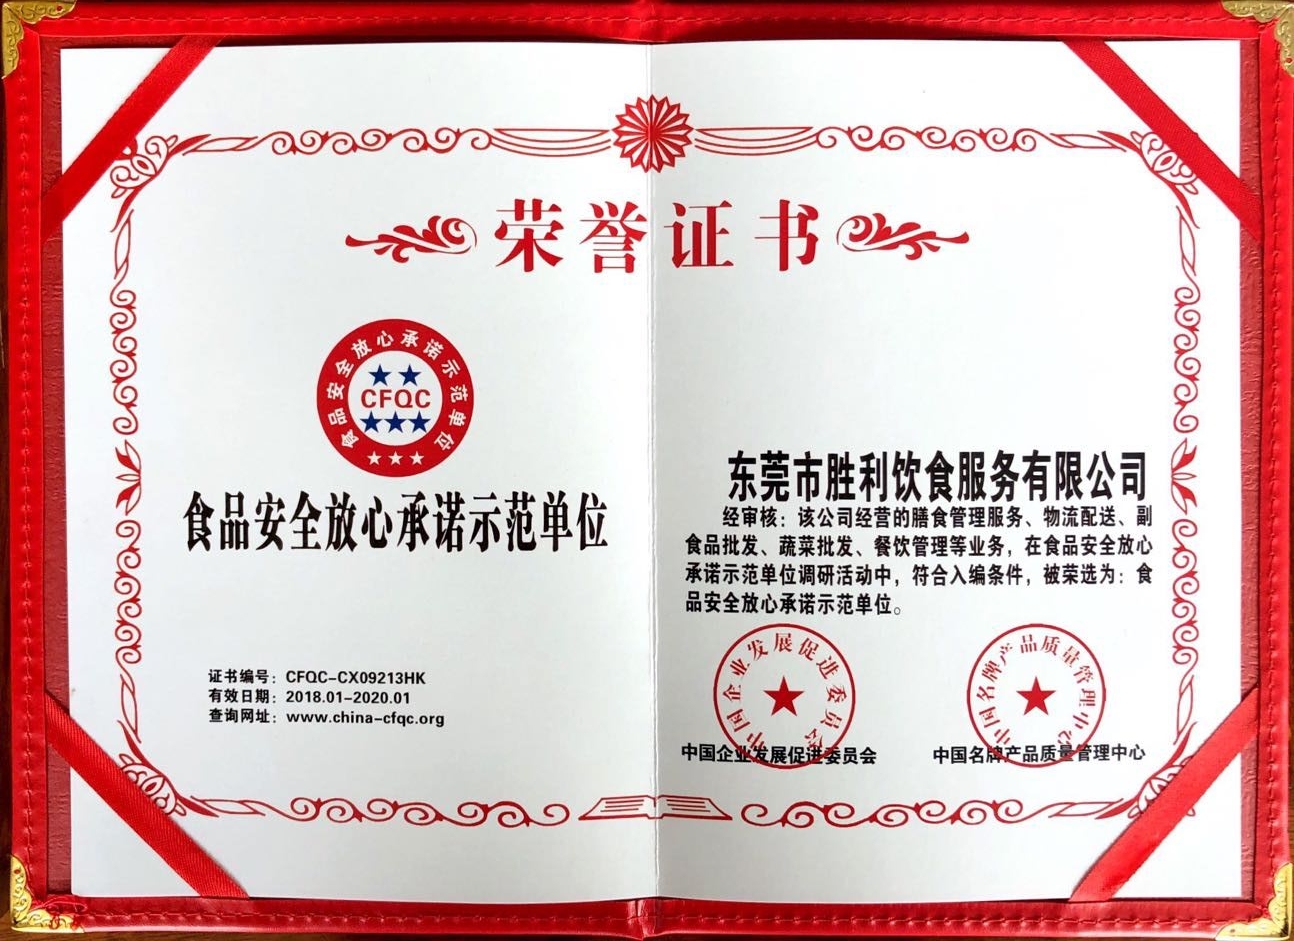 荣誉证书
食品安全放心承诺示范单位
CFQC
食品安全放心承诺示范单位
证书编号：CFQC-CX09213HK
有效日期：2018.01-2020.01
查询网址：www.china-cfqc.org
东莞市胜利饮食服务有限公司
经审核：该公司经营的膳食管理服务、物流配送、副
食品批发、蔬菜批发、餐饮管理等业务，在食品安全放心
承诺示范单位调研活动中，符合入编条件，被荣选为：食
品安全放心承诺示范单位。
中国企业发展促进委员会
中国名牌产品质量管理中心
中国企业发展促进委员会
中国名牌产品质量管理中心